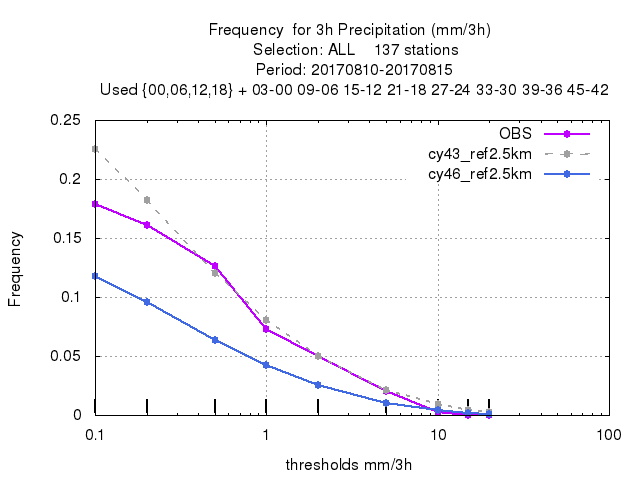 Frequency  for 3h Precipitation (mm/3h)
Selection: ALL    137 stations
Period: 20170810-20170815
Used {00,06,12,18} + 03-00 09-06 15-12 21-18 27-24 33-30 39-36 45-42
OBS
cy43_ref2.5km
cy46_ref2.5km
0.25
0.2
0.15
0.1
0.05
0
Frequency
0.1 1 10 100
thresholds mm/3h